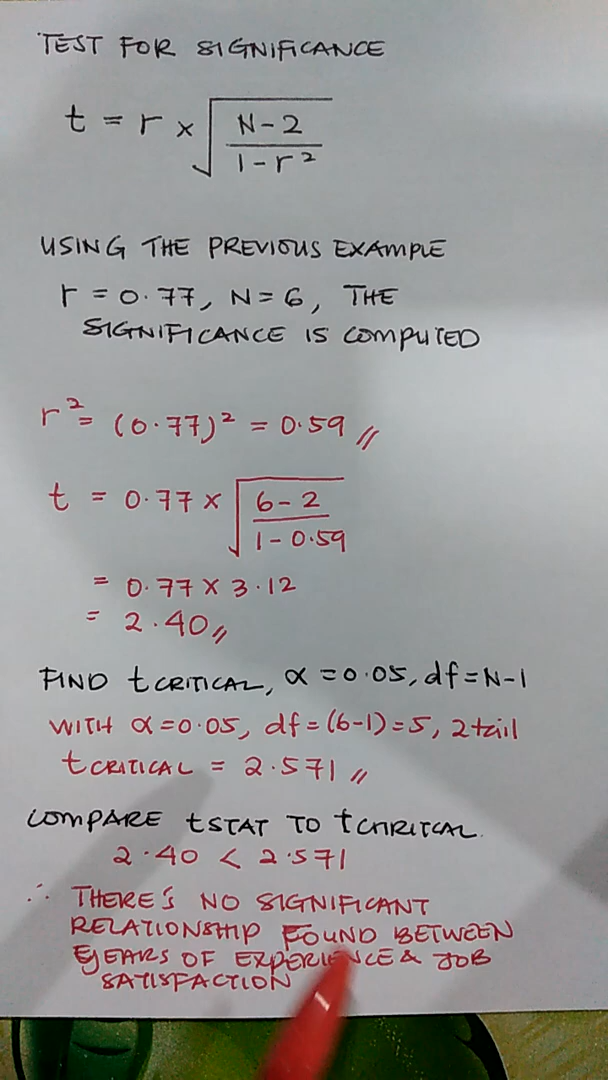 TEST FOR SIGNIFICANCE
t = r × √((N-2)/(1-r²))
USING THE PREVIOUS EXAMPLE
r = 0.77, N = 6, THE
SIGNIFICANCE IS COMPUTED
r² = (0.77)² = 0.59 //
t = 0.77 × √((6-2)/(1-0.59))
= 0.77 × 3.12
= 2.40 //
FIND tCRITICAL, α = 0.05, df = N-1
WITH α = 0.05, df = (6-1) = 5, 2tail
tCRITICAL = 2.571 //
COMPARE tSTAT TO tCRITICAL.
2.40 < 2.571
∴ THERE'S NO SIGNIFICANT
RELATIONSHIP FOUND BETWEEN
YEARS OF EXPERIENCE & JOB
SATISFACTION